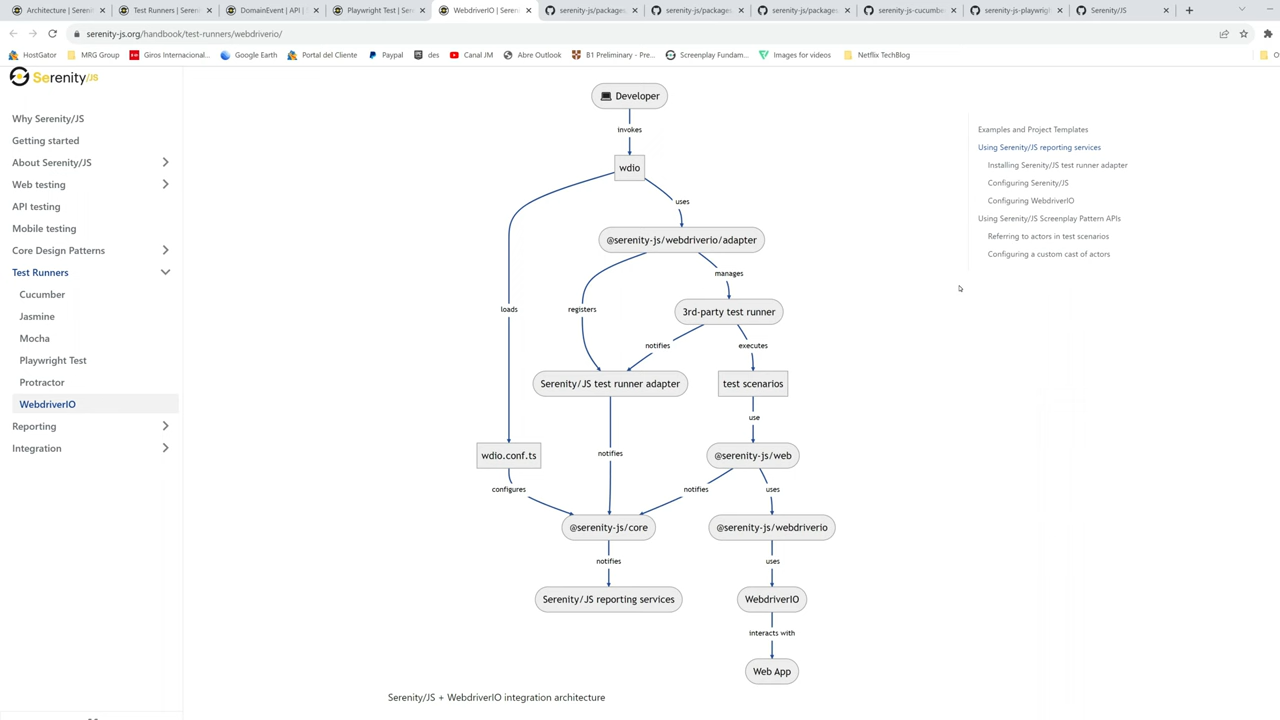 Architecture | Serenit
Test Runners | Serenit
DomainEvent | API |
Playwright Test | Sere
WebdriverIO | Serenit
serenity-js/packages
serenity-js/packages
serenity-js/packages
serenity-js-cucumbe
serenity-js-playwrig
Serenity/JS
serenity-js.org/handbook/test-runners/webdriverio/
HostGator
MRG Group
Giros Internacional...
Google Earth
Portal del Cliente
Paypal
des
Canal JM
Abre Outlook
B1 Preliminary - Pre...
Screenplay Fundam...
Images for videos
Netflix TechBlog
Serenity/JS
Why Serenity/JS
Getting started
About Serenity/JS
Web testing
API testing
Mobile testing
Core Design Patterns
Test Runners
Cucumber
Jasmine
Mocha
Playwright Test
Protractor
WebdriverIO
Reporting
Integration
Developer
invokes
wdio
uses
@serenity-js/webdriverio/adapter
manages
loads
registers
3rd-party test runner
notifies
executes
Serenity/JS test runner adapter
test scenarios
use
wdio.conf.ts
notifies
@serenity-js/web
configures
notifies
uses
@serenity-js/core
@serenity-js/webdriverio
notifies
uses
Serenity/JS reporting services
WebdriverIO
interacts with
Web App
Serenity/JS + WebdriverIO integration architecture
Examples and Project Templates
Using Serenity/JS reporting services
Installing Serenity/JS test runner adapter
Configuring Serenity/JS
Configuring WebdriverIO
Using Serenity/JS Screenplay Pattern APIs
Referring to actors in test scenarios
Configuring a custom cast of actors